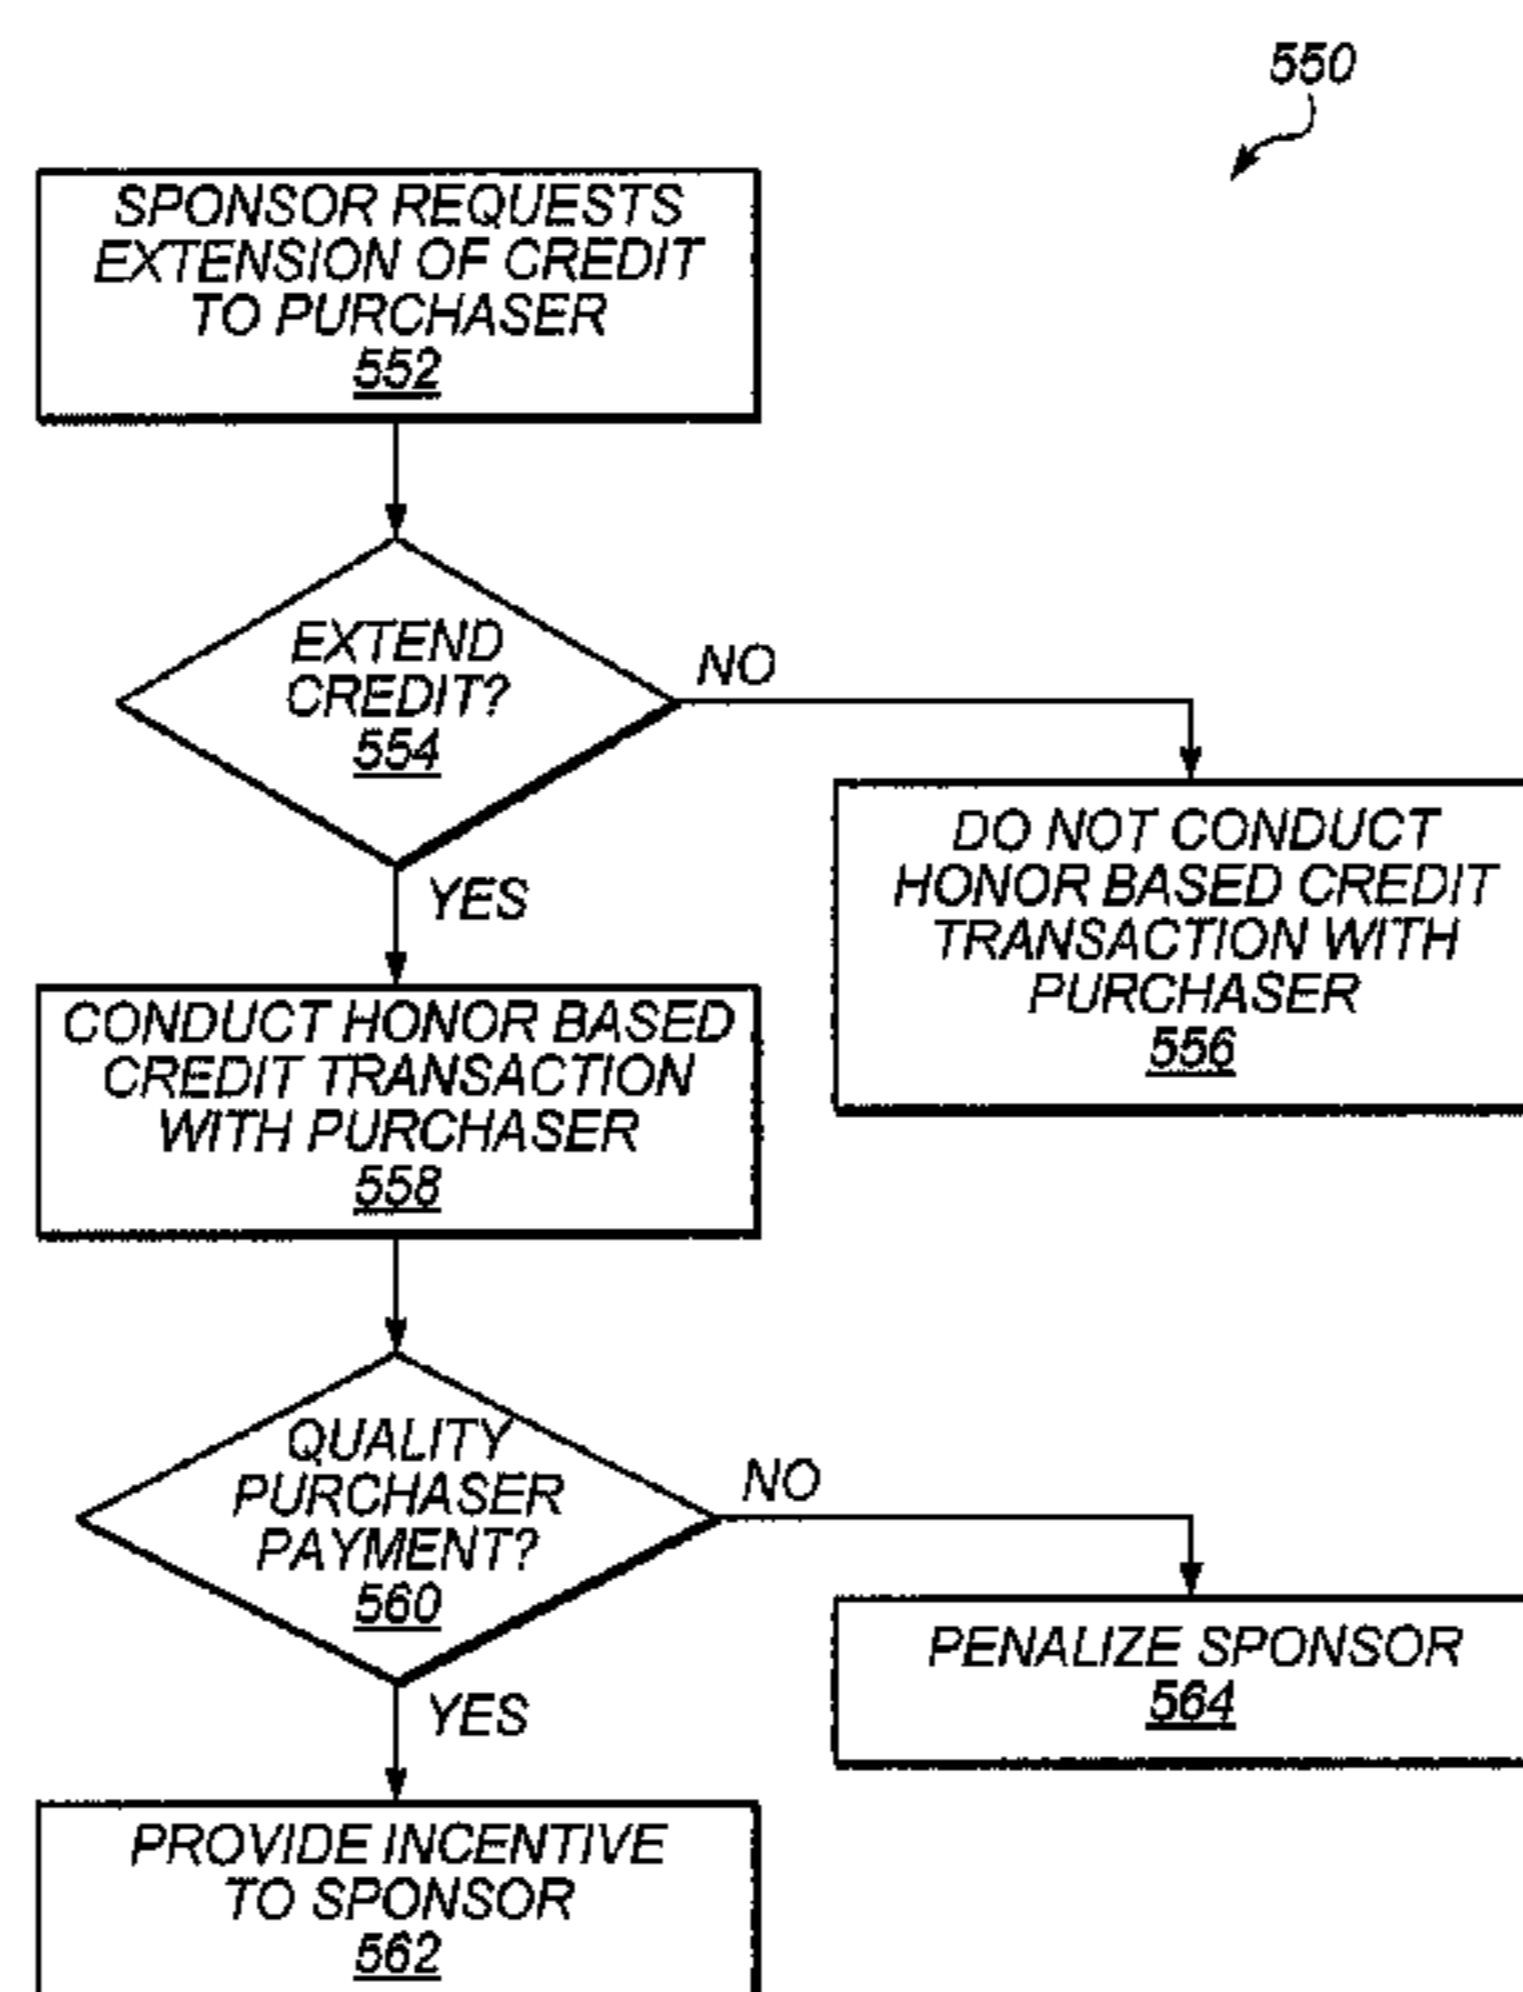 550
SPONSOR REQUESTS
EXTENSION OF CREDIT
TO PURCHASER
552
EXTEND
CREDIT?
554
NO
YES
DO NOT CONDUCT
HONOR BASED CREDIT
TRANSACTION WITH
PURCHASER
556
CONDUCT HONOR BASED
CREDIT TRANSACTION
WITH PURCHASER
558
QUALITY
PURCHASER
PAYMENT?
560
NO
YES
PENALIZE SPONSOR
564
PROVIDE INCENTIVE
TO SPONSOR
562